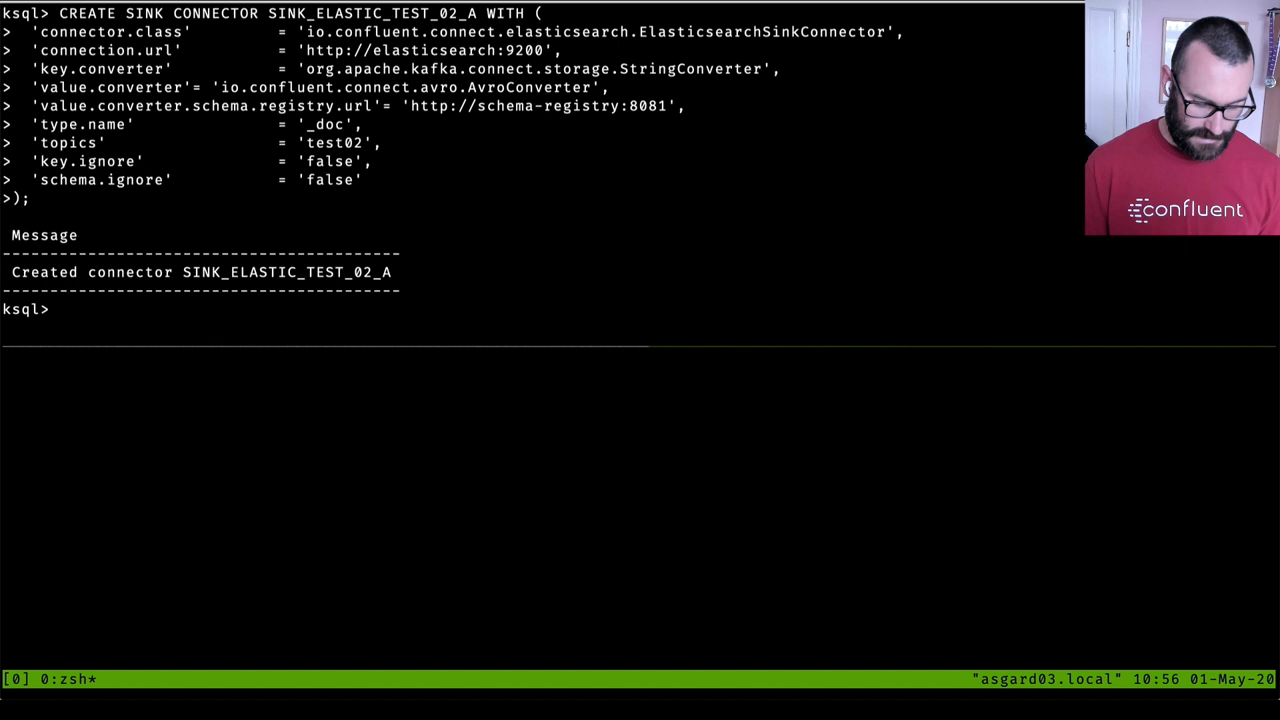 ksql> CREATE SINK CONNECTOR SINK_ELASTIC_TEST_02_A WITH (
>  'connector.class'          = 'io.confluent.connect.elasticsearch.ElasticsearchSinkConnector',
>  'connection.url'           = 'http://elasticsearch:9200',
>  'key.converter'            = 'org.apache.kafka.connect.storage.StringConverter',
>  'value.converter'= 'io.confluent.connect.avro.AvroConverter',
>  'value.converter.schema.registry.url'= 'http://schema-registry:8081',
>  'type.name'                = '_doc',
>  'topics'                   = 'test02',
>  'key.ignore'               = 'false',
>  'schema.ignore'            = 'false'
>);
Message
-----------------------------------------
Created connector SINK_ELASTIC_TEST_02_A
-----------------------------------------
ksql>
confluent
[0] 0:zsh* "asgard03.local" 10:56 01-May-20